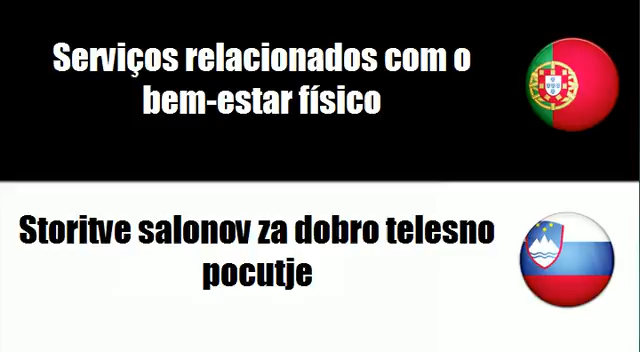 Serviços relacionados com o
bem-estar físico
Storitve salonov za dobro telesno
pocutje